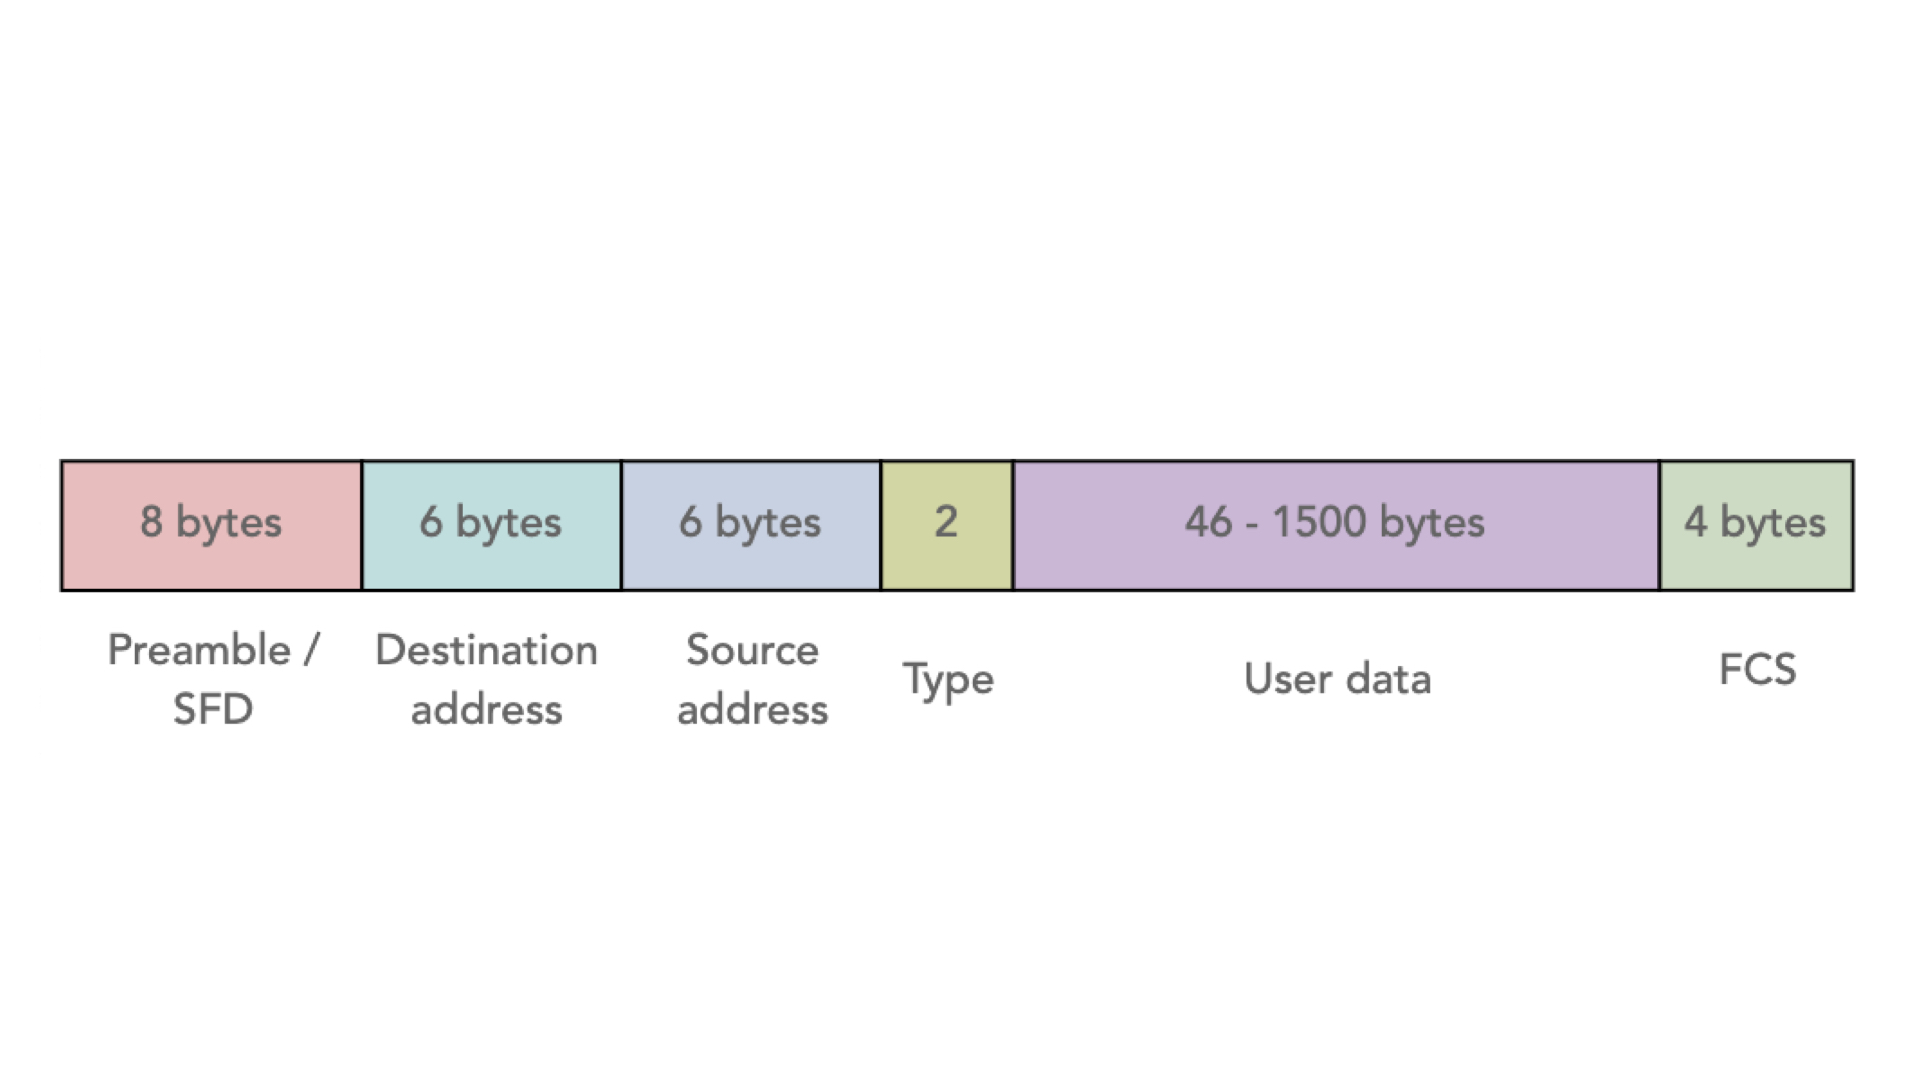 8 bytes
6 bytes
6 bytes
2
46 - 1500 bytes
4 bytes
Preamble /
SFD
Destination
address
Source
address
Type
User data
FCS